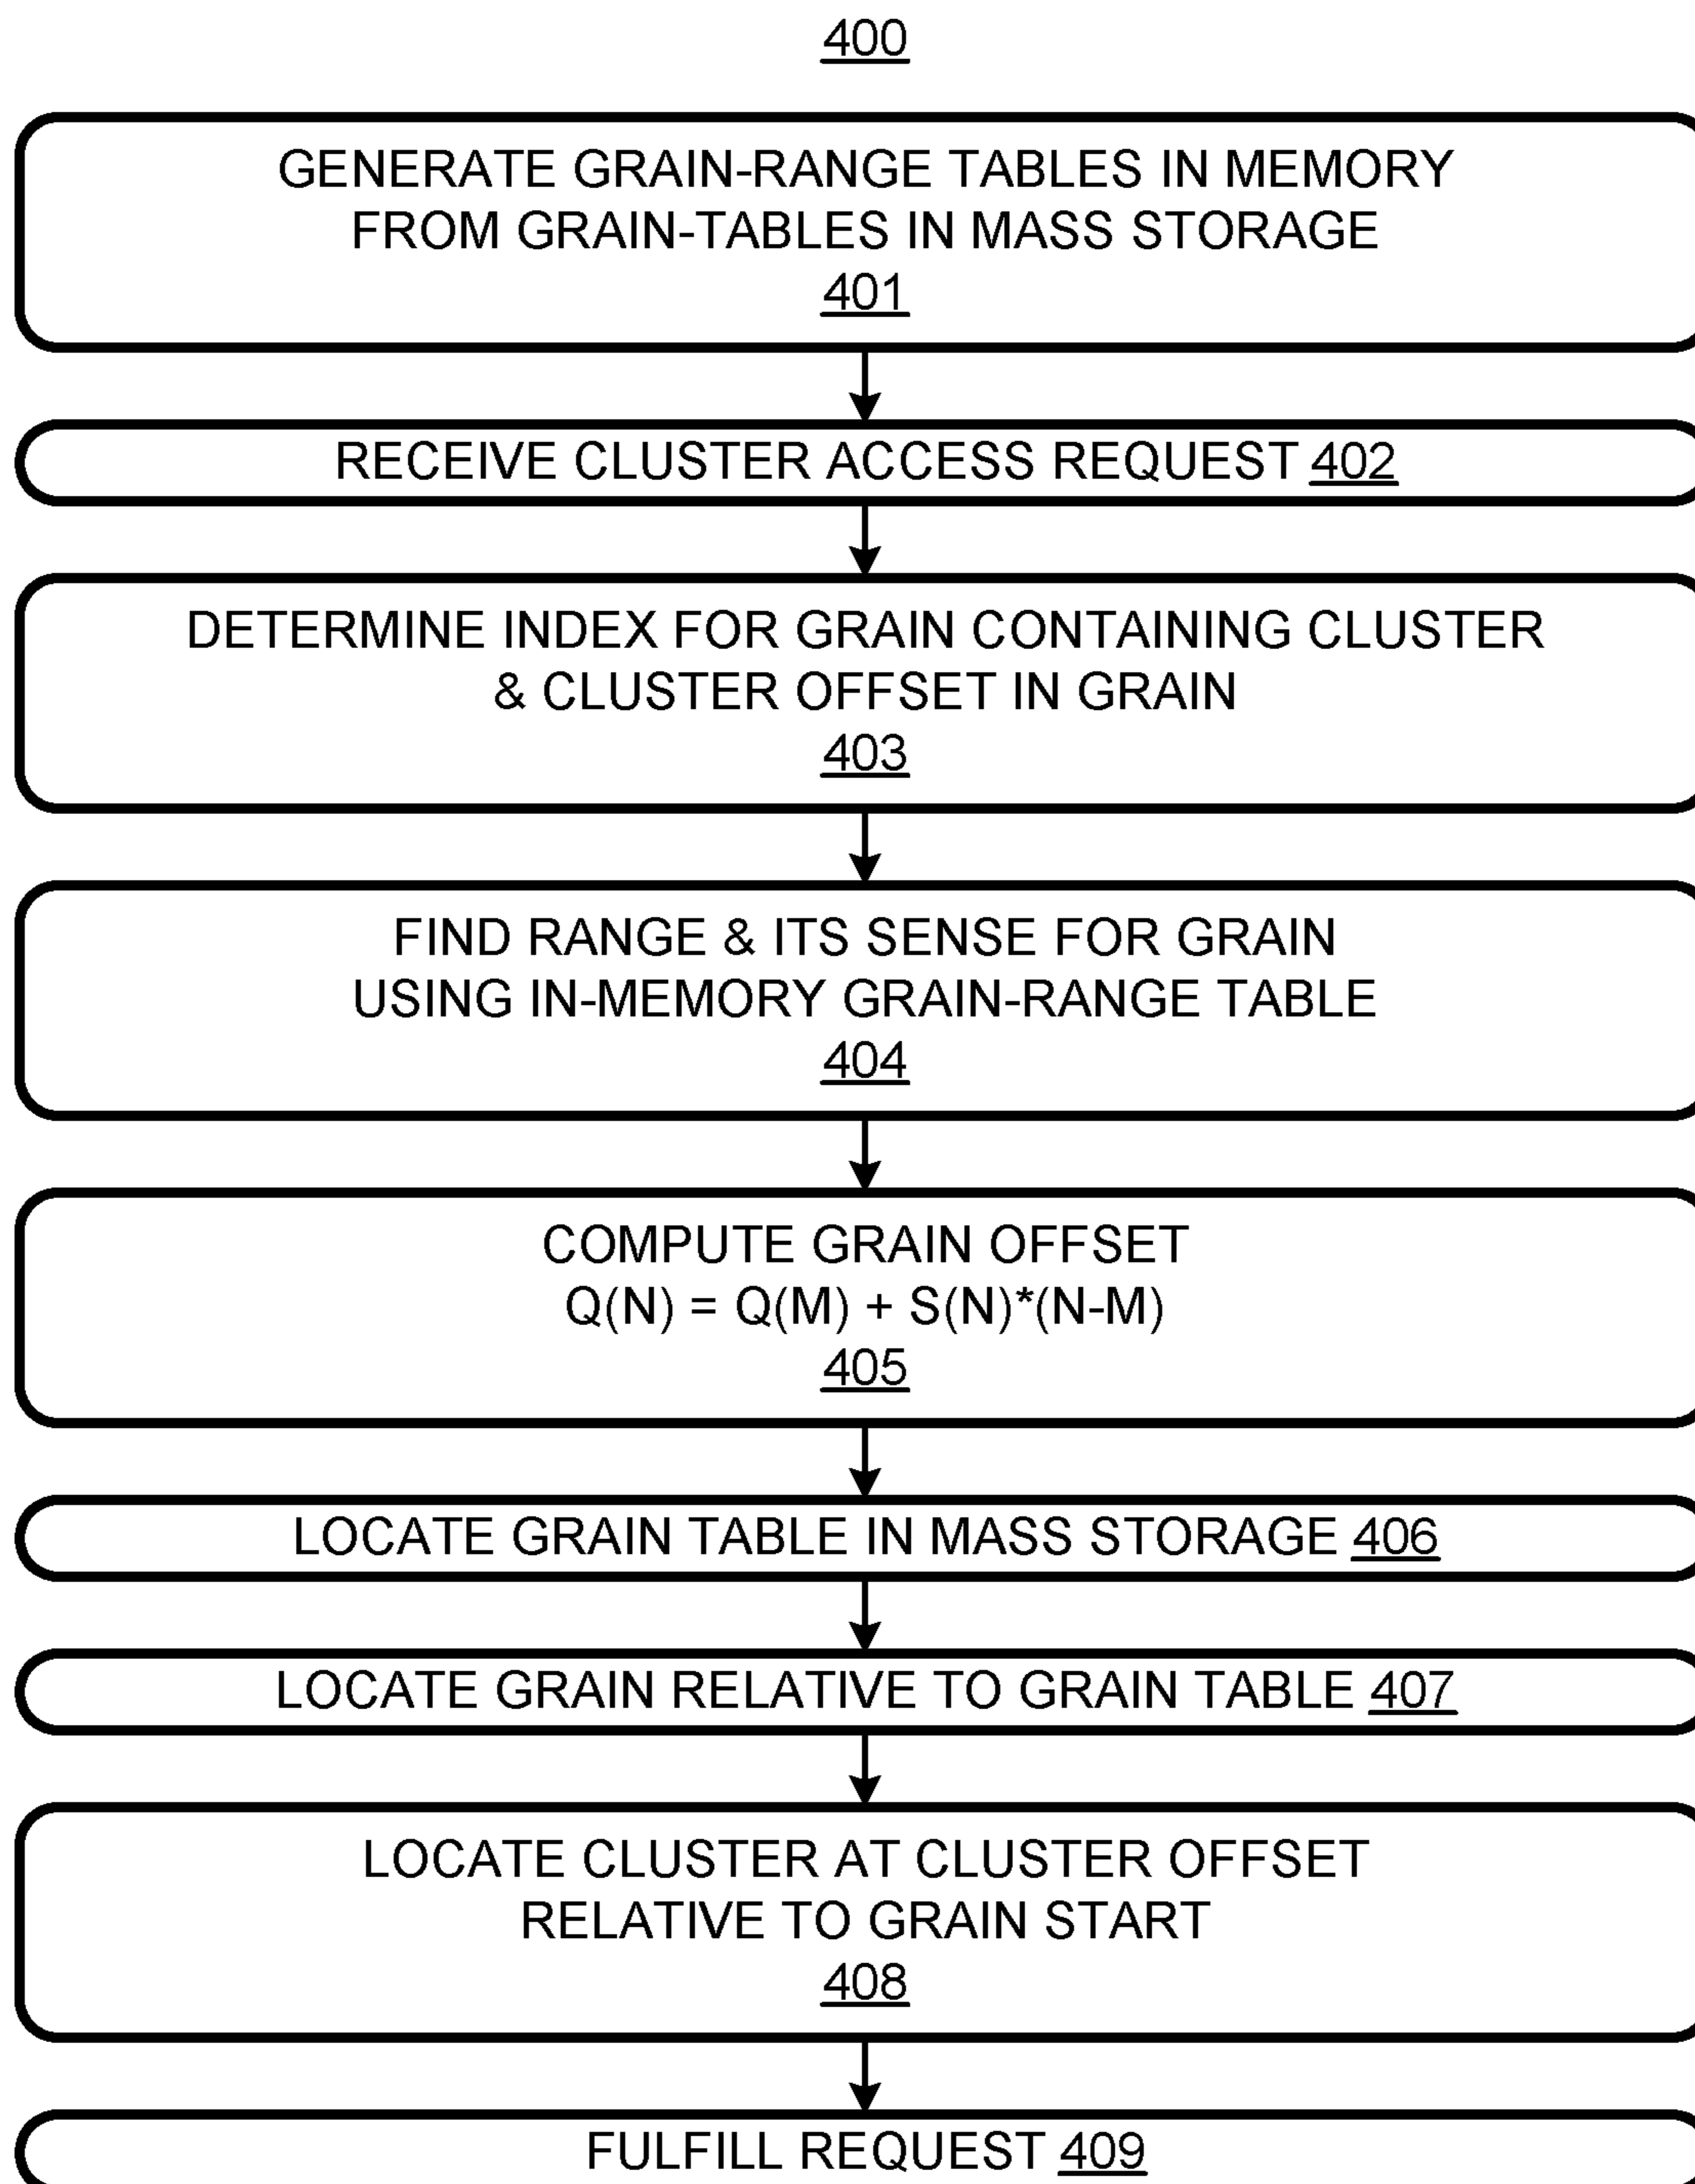 400
GENERATE GRAIN-RANGE TABLES IN MEMORY
FROM GRAIN-TABLES IN MASS STORAGE
401
RECEIVE CLUSTER ACCESS REQUEST 402
DETERMINE INDEX FOR GRAIN CONTAINING CLUSTER
& CLUSTER OFFSET IN GRAIN
403
FIND RANGE & ITS SENSE FOR GRAIN
USING IN-MEMORY GRAIN-RANGE TABLE
404
COMPUTE GRAIN OFFSET
Q(N) = Q(M) + S(N)*(N-M)
405
LOCATE GRAIN TABLE IN MASS STORAGE 406
LOCATE GRAIN RELATIVE TO GRAIN TABLE 407
LOCATE CLUSTER AT CLUSTER OFFSET
RELATIVE TO GRAIN START
408
FULFILL REQUEST 409